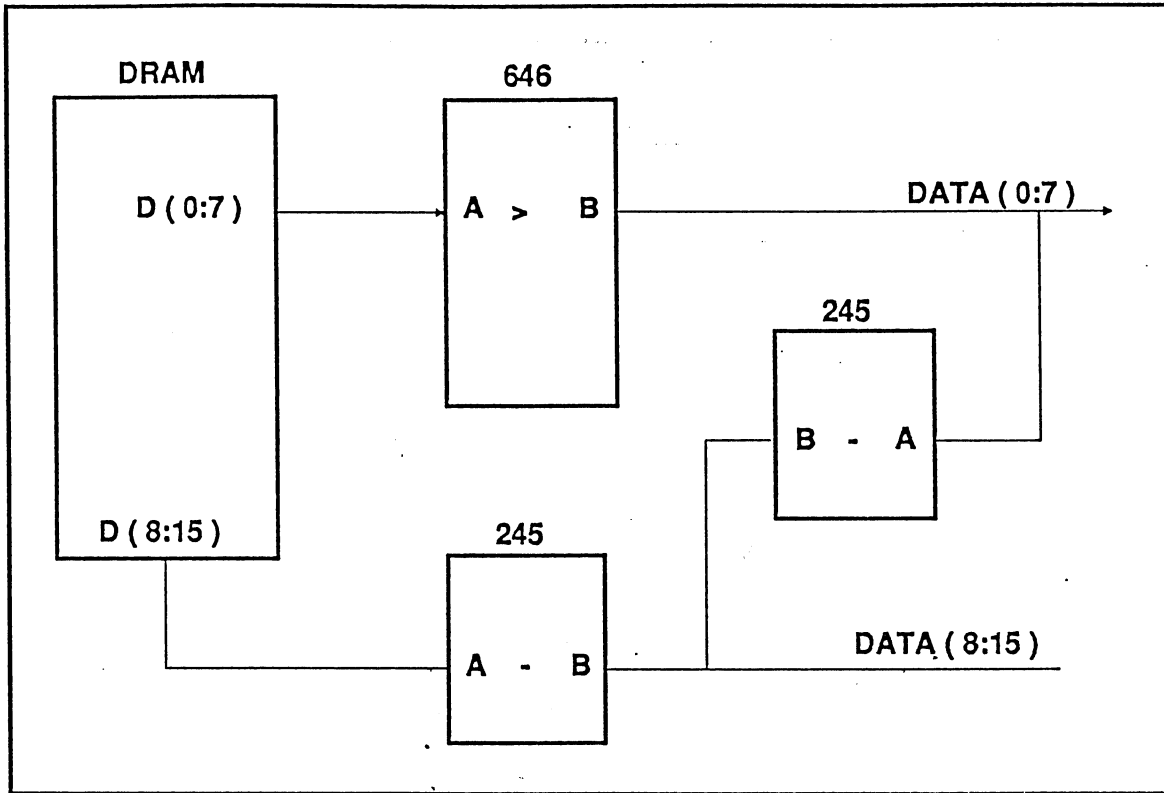 646
DRAM
D ( 0:7 )
A > B
DATA ( 0:7 )
245
B - A
D ( 8:15 )
245
A - B
DATA ( 8:15 )